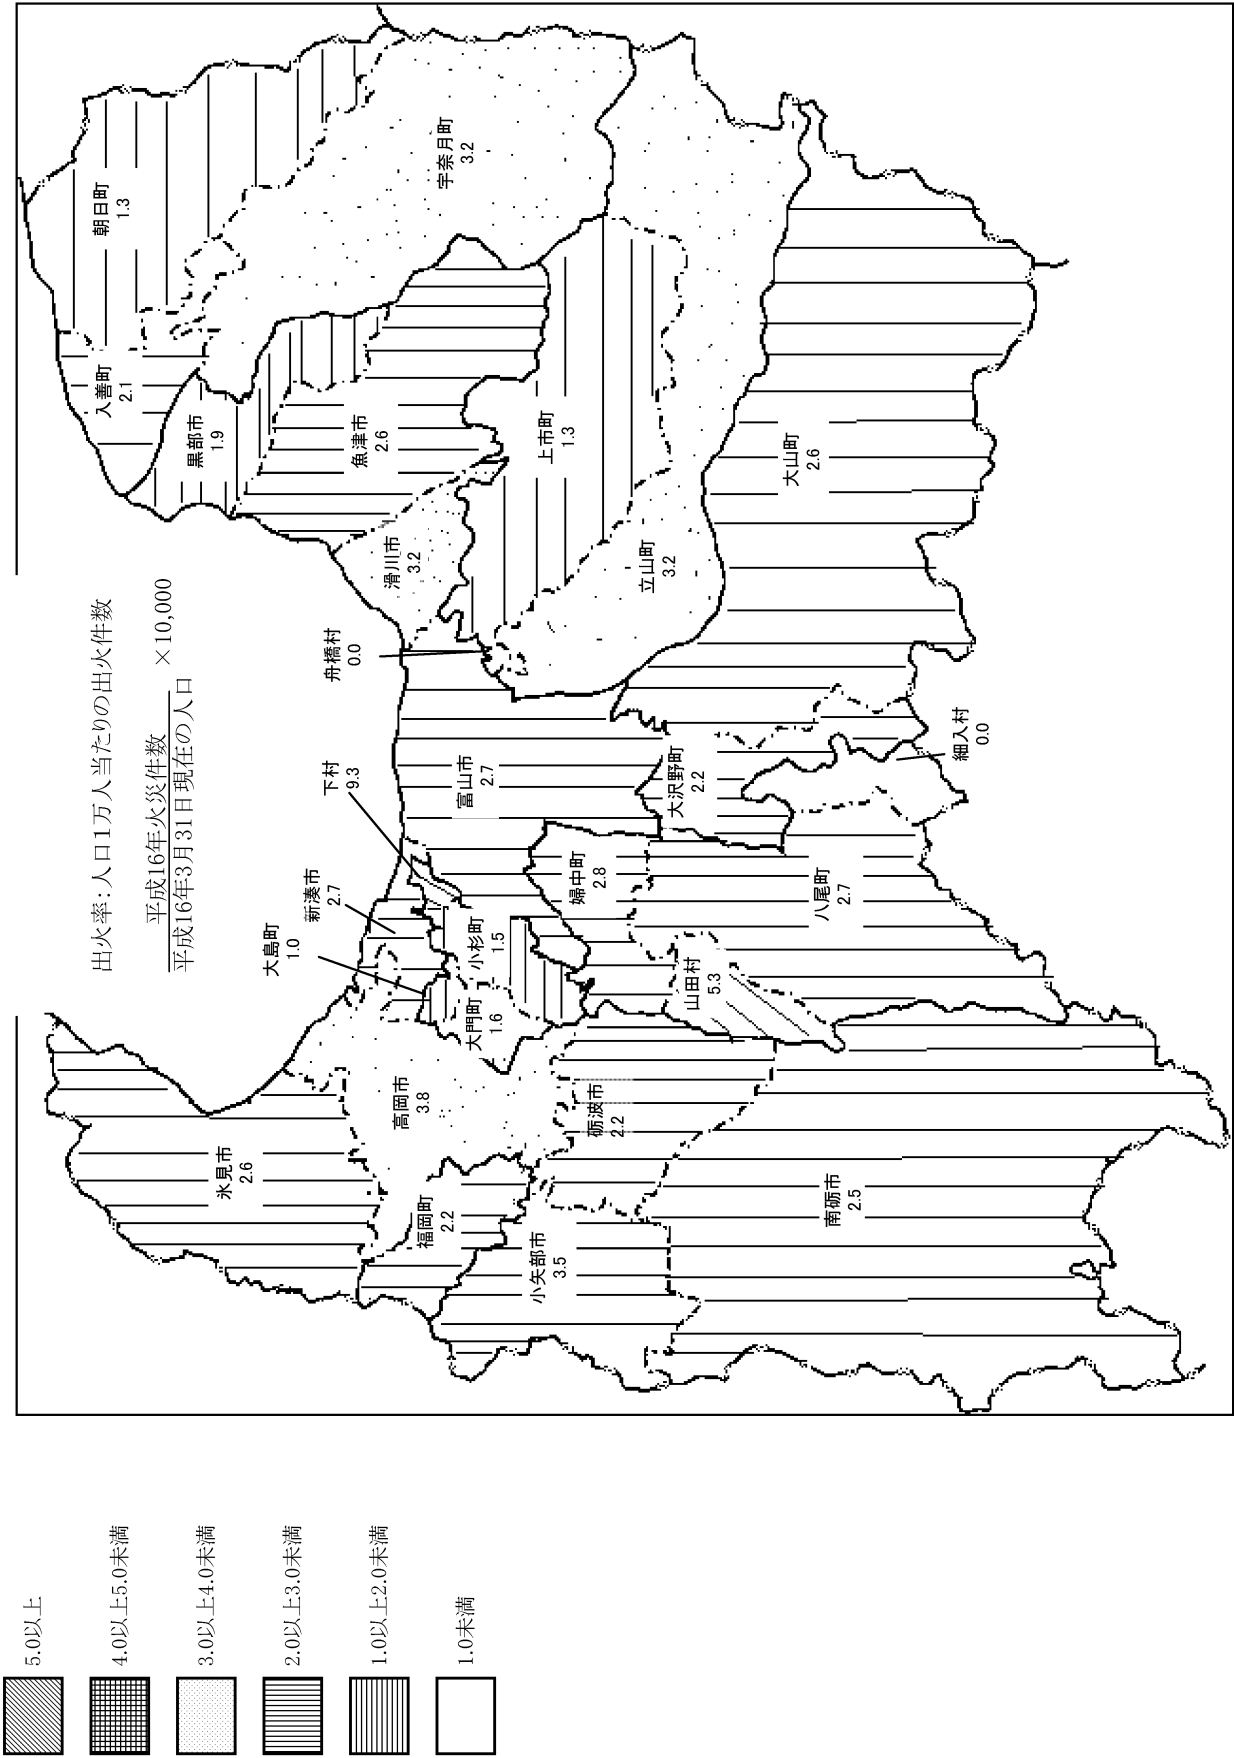 出火率:人口1万人当たりの出火件数
平成16年火災件数
平成16年3月31日現在の人口
×10,000
朝日町
1.3
入善町
2.1
黒部市
1.9
宇奈月町
3.2
魚津市
2.6
滑川市
3.2
上市町
1.3
立山町
3.2
舟橋村
0.0
大山町
2.6
富山市
2.7
大沢野町
2.2
細入村
0.0
下村
9.3
新湊市
2.7
大島町
1.0
小杉町
1.5
大門町
1.6
婦中町
2.8
八尾町
2.7
山田村
5.3
高岡市
3.8
氷見市
2.6
福岡町
2.2
砺波市
2.2
小矢部市
3.5
南砺市
2.5
5.0以上
4.0以上5.0未満
3.0以上4.0未満
2.0以上3.0未満
1.0以上2.0未満
1.0未満